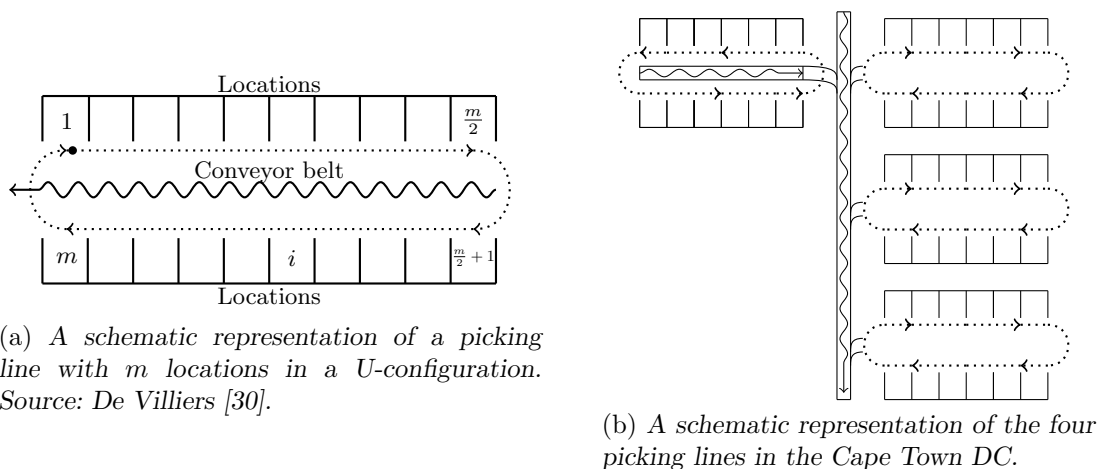 Locations
1
m/2
Conveyor belt
m
i
m/2 + 1
Locations
(a) A schematic representation of a picking
line with m locations in a U-configuration.
Source: De Villiers [30].
(b) A schematic representation of the four
picking lines in the Cape Town DC.